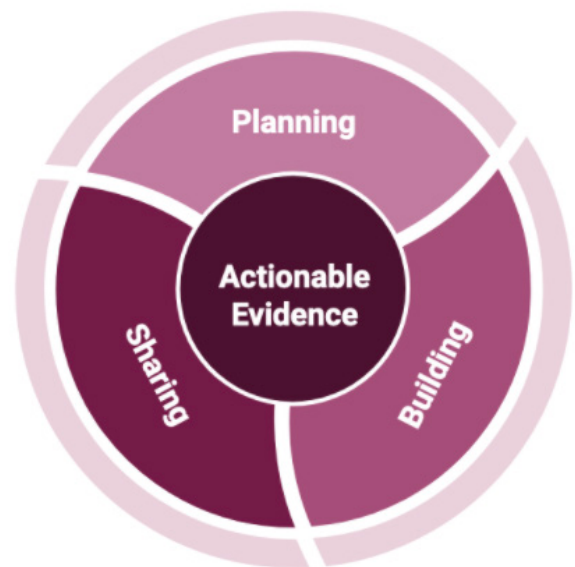 Planning
Actionable
Evidence
Sharing
Building